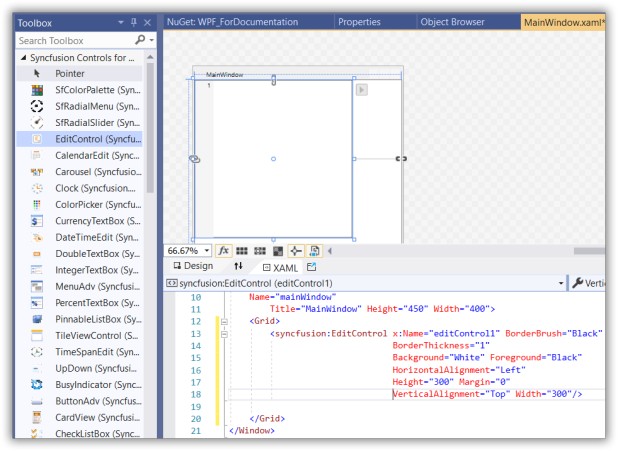 Toolbox
Search Toolbox
Syncfusion Controls for ...
Pointer
SfColorPalette (Syn...
SfRadialMenu (Syn...
SfRadialSlider (Syn...
EditControl (Syncfu...
CalendarEdit (Sync...
Carousel (Syncfusio...
Clock (Syncfusion....
ColorPicker (Syncfu...
CurrencyTextBox (S...
DateTimeEdit (Syn...
DoubleTextBox (Syn...
IntegerTextBox (Syn...
MenuAdv (Syncfusi...
PercentTextBox (Syn...
PinnableListBox (Sy...
TileViewControl (S...
TimeSpanEdit (Syn...
UpDown (Syncfusi...
BusyIndicator (Sync...
ButtonAdv (Syncfus...
CardView (Syncfusi...
CheckListBox (Sync...
NuGet: WPF_ForDocumentation Properties Object Browser MainWindow.xaml*
MainWindow
1
66.67% fx
Design XAML
syncfusion:EditControl (editControl1) Verti
10 Name="mainWindow"
11 Title="MainWindow" Height="450" Width="400">
12 <Grid>
13 <syncfusion:EditControl x:Name="editControl1" BorderBrush="Black"
14 BorderThickness="1"
15 Background="White" Foreground="Black"
16 HorizontalAlignment="Left"
17 Height="300" Margin="0"
18 VerticalAlignment="Top" Width="300"/>
19
20 </Grid>
21 </Window>